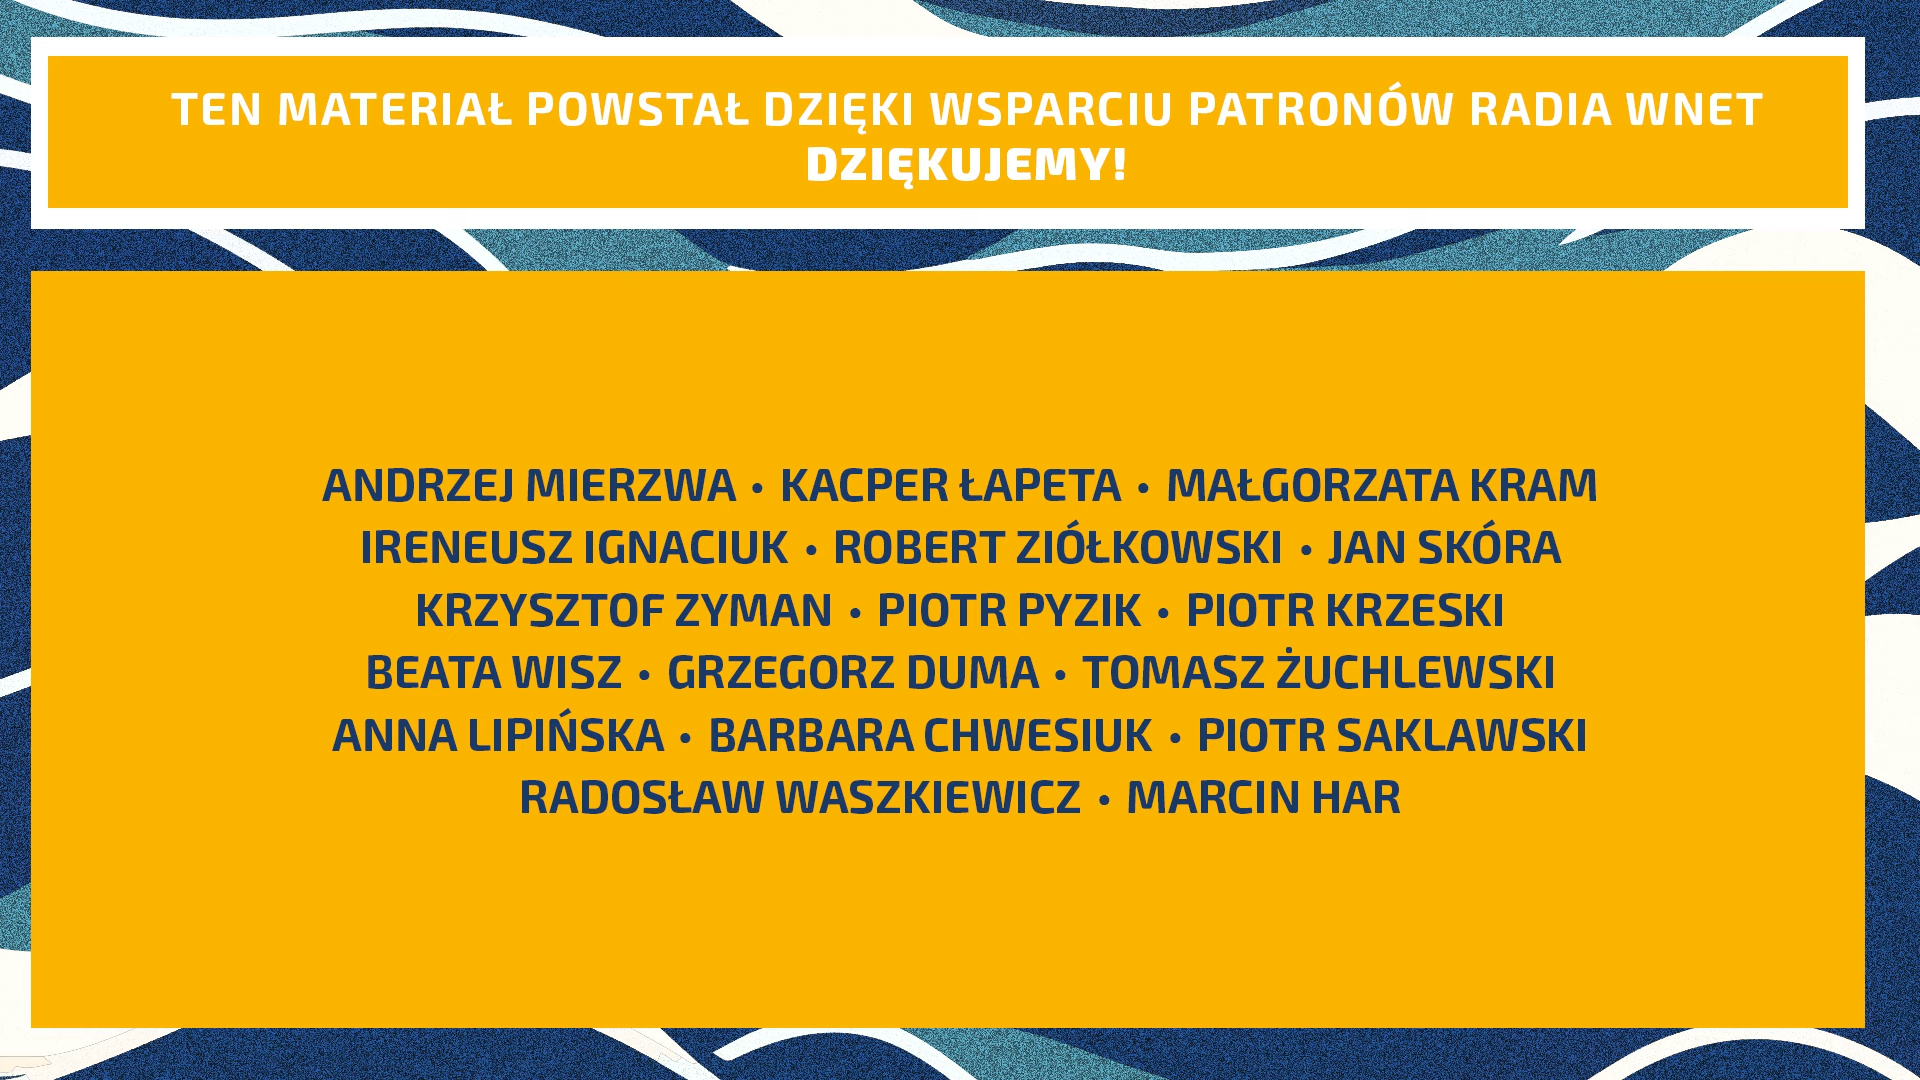 TEN MATERIAŁ POWSTAŁ DZIĘKI WSPARCIU PATRONÓW RADIA WNET
DZIĘKUJEMY!
ANDRZEJ MIERZWA • KACPER ŁAPETA • MAŁGORZATA KRAM
IRENEUSZ IGNACIUK • ROBERT ZIÓŁKOWSKI • JAN SKÓRA
KRZYSZTOF ZYMAN • PIOTR PYZIK • PIOTR KRZESKI
BEATA WISZ • GRZEGORZ DUMA • TOMASZ ŻUCHLEWSKI
ANNA LIPIŃSKA • BARBARA CHWESIUK • PIOTR SAKLAWSKI
RADOSŁAW WASZKIEWICZ • MARCIN HAR